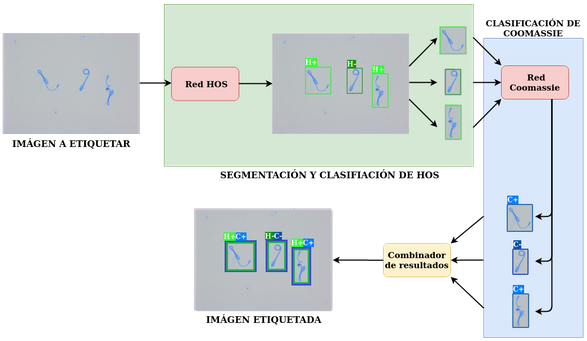 CLASIFICACIÓN DE
COOMASSIE
H+
H-
H+
Red HOS
Red
Coomassie
IMÁGEN A ETIQUETAR
SEGMENTACIÓN Y CLASIFIACIÓN DE HOS
C+
C-
C+
H+C+
H-C-
H+C+
Combinador
de resultados
IMÁGEN ETIQUETADA